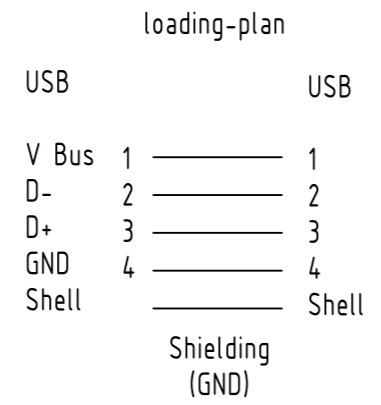 loading-plan
USB USB
V Bus 1 1
D- 2 2
D+ 3 3
GND 4 4
Shell Shell
Shielding
(GND)